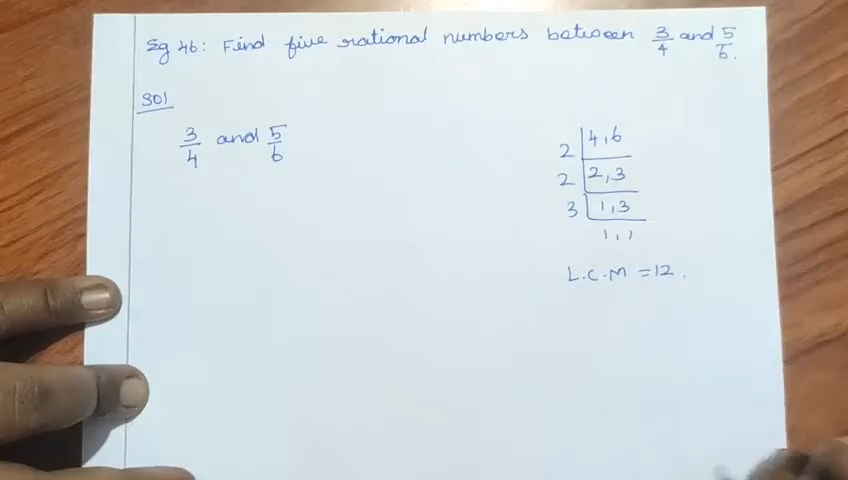 Eg 46: Find five rational numbers between 3/4 and 5/6.
Sol
3/4 and 5/6
2 | 4, 6
2 | 2, 3
3 | 1, 3
1, 1
L.C.M = 12.